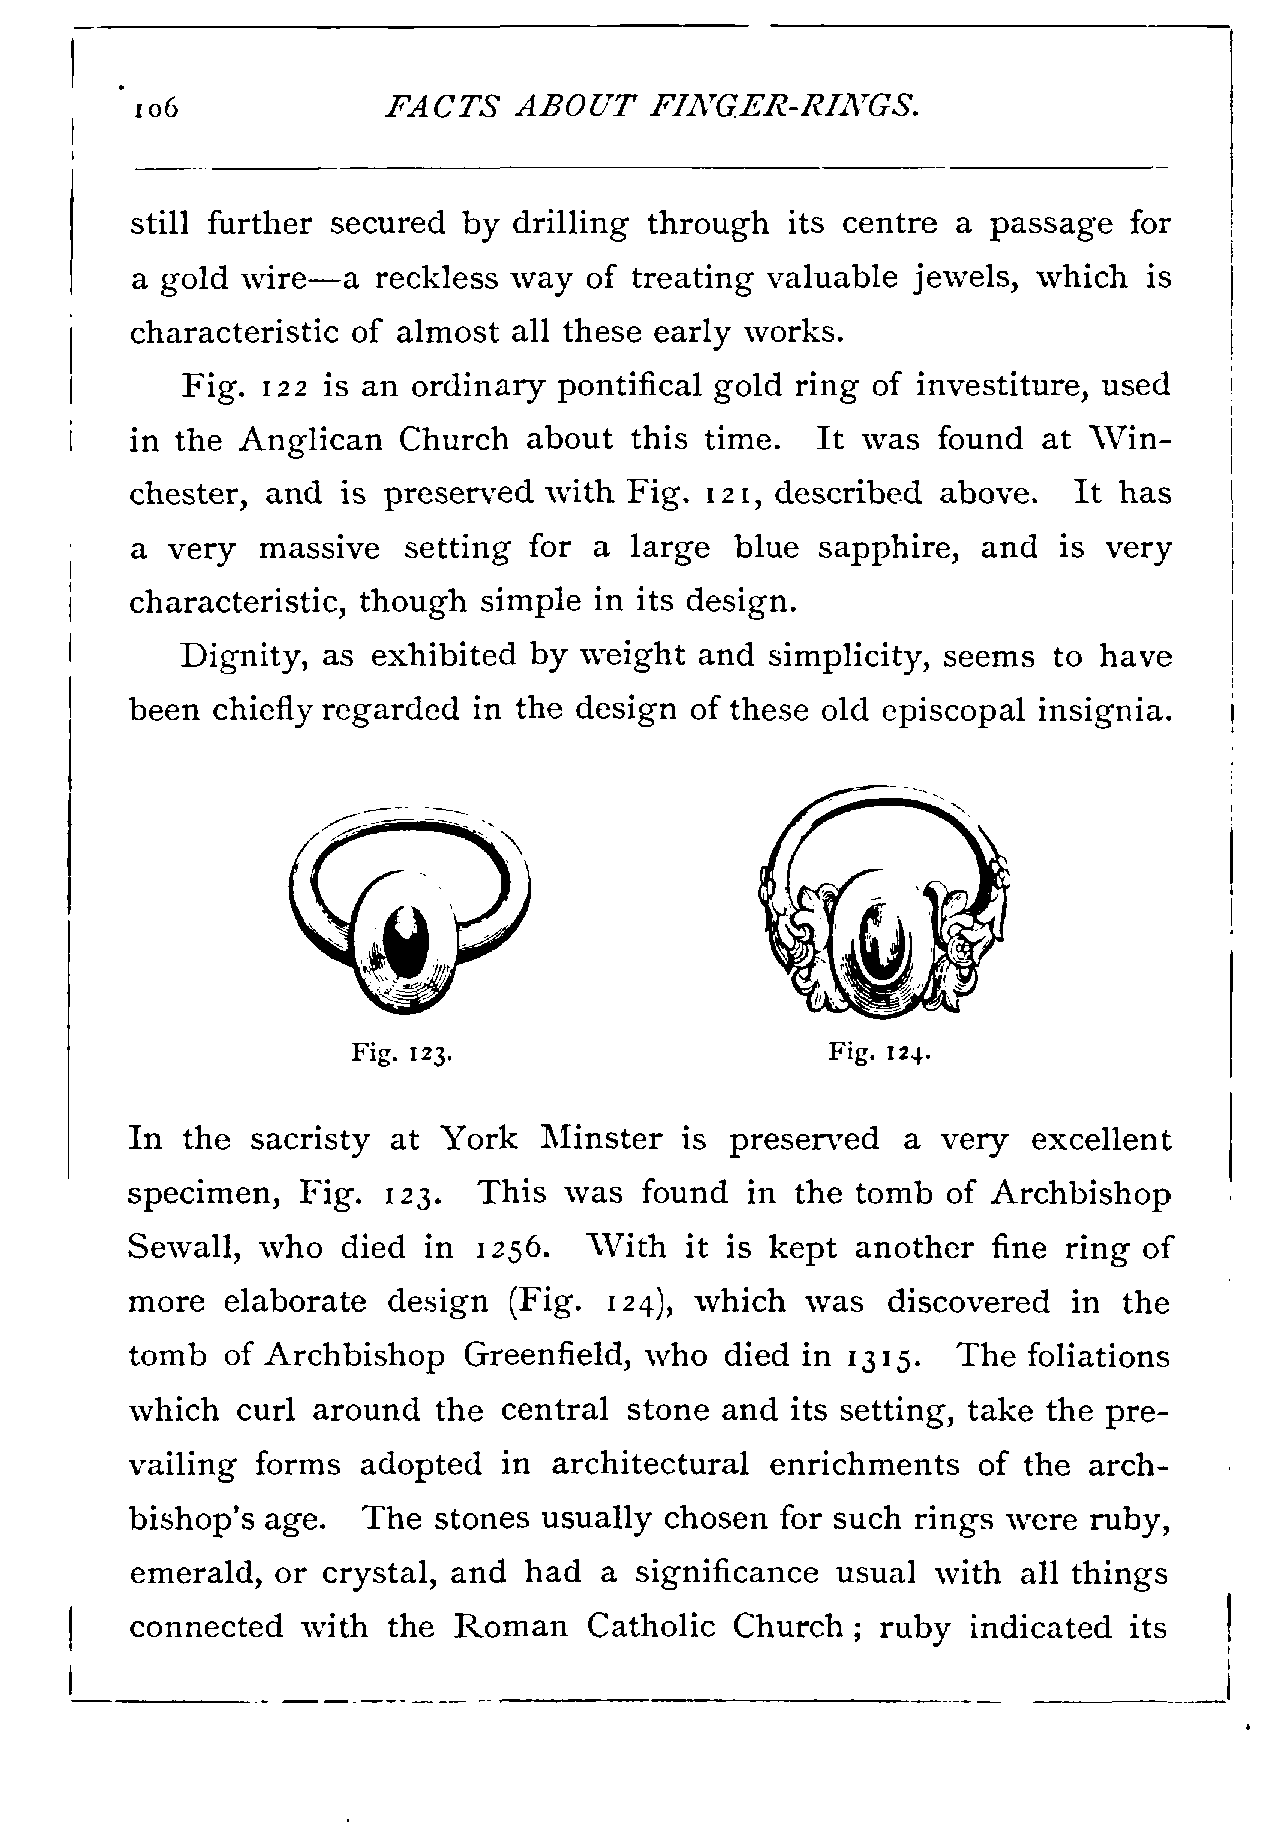 106 FACTS ABOUT FINGER-RINGS.
still further secured by drilling through its centre a passage for
a gold wire—a reckless way of treating valuable jewels, which is
characteristic of almost all these early works.
Fig. 122 is an ordinary pontifical gold ring of investiture, used
in the Anglican Church about this time. It was found at Win-
chester, and is preserved with Fig. 121, described above. It has
a very massive setting for a large blue sapphire, and is very
characteristic, though simple in its design.
Dignity, as exhibited by weight and simplicity, seems to have
been chiefly regarded in the design of these old episcopal insignia.
Fig. 123. Fig. 124.
In the sacristy at York Minster is preserved a very excellent
specimen, Fig. 123. This was found in the tomb of Archbishop
Sewall, who died in 1256. With it is kept another fine ring of
more elaborate design (Fig. 124), which was discovered in the
tomb of Archbishop Greenfield, who died in 1315. The foliations
which curl around the central stone and its setting, take the pre-
vailing forms adopted in architectural enrichments of the arch-
bishop's age. The stones usually chosen for such rings were ruby,
emerald, or crystal, and had a significance usual with all things
connected with the Roman Catholic Church ; ruby indicated its